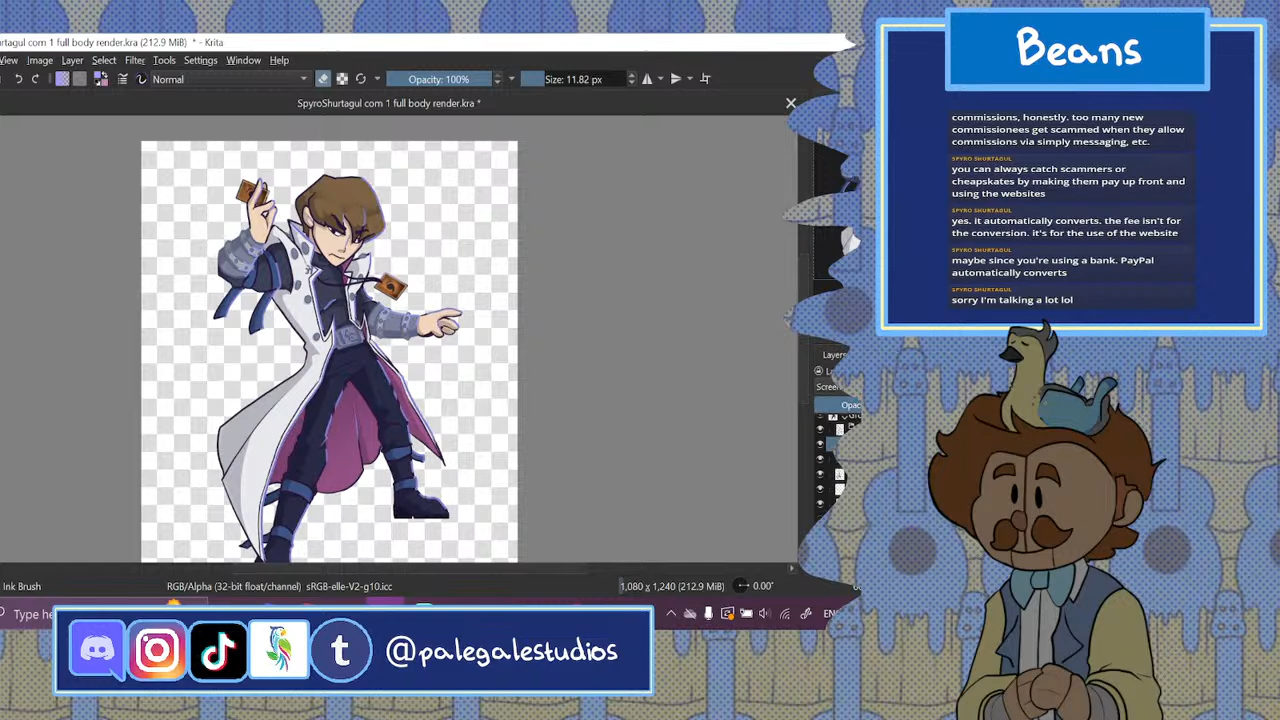 rtagul com 1 full body render.kra (212.9 MiB) * - Krita
View Image Layer Select Filter Tools Settings Window Help
Normal Opacity: 100% Size: 11.82 px
SpyroShurtagul com 1 full body render.kra *
Beans
commissions, honestly. too many new
commissionees get scammed when they allow
commissions via simply messaging, etc.
SPYRO SHURTAGUL
you can always catch scammers or
cheapskates by making them pay up front and
using the websites
SPYRO SHURTAGUL
yes. it automatically converts. the fee isn't for
the conversion. it's for the use of the website
SPYRO SHURTAGUL
maybe since you're using a bank. PayPal
automatically converts
SPYRO SHURTAGUL
sorry I'm talking a lot lol
Layers
Screen
Opac
Ink Brush RGB/Alpha (32-bit float/channel) sRGB-elle-V2-g10.icc 1,080 x 1,240 (212.9 MiB) 0.00°
Type he
EN
t @palegalestudios